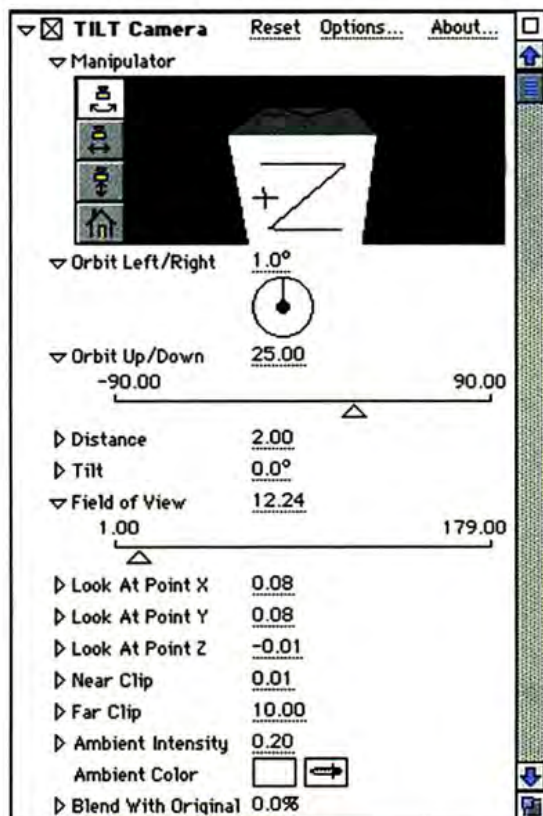 TILT Camera Reset Options... About...
Manipulator
+Z
Orbit Left/Right 1.0°
Orbit Up/Down 25.00
-90.00 90.00
Distance 2.00
Tilt 0.0°
Field of View 12.24
1.00 179.00
Look At Point X 0.08
Look At Point Y 0.08
Look At Point Z -0.01
Near Clip 0.01
Far Clip 10.00
Ambient Intensity 0.20
Ambient Color
Blend With Original 0.0%